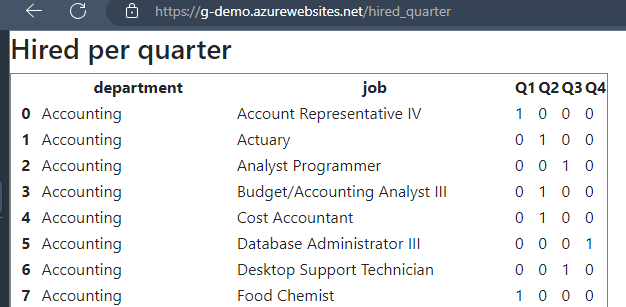 https://g-demo.azurewebsites.net/hired_quarter
Hired per quarter
department job Q1 Q2 Q3 Q4
0 Accounting Account Representative IV 1 0 0 0
1 Accounting Actuary 0 1 0 0
2 Accounting Analyst Programmer 0 0 1 0
3 Accounting Budget/Accounting Analyst III 0 1 0 0
4 Accounting Cost Accountant 0 1 0 0
5 Accounting Database Administrator III 0 0 0 1
6 Accounting Desktop Support Technician 0 0 1 0
7 Accounting Food Chemist 1 0 0 0